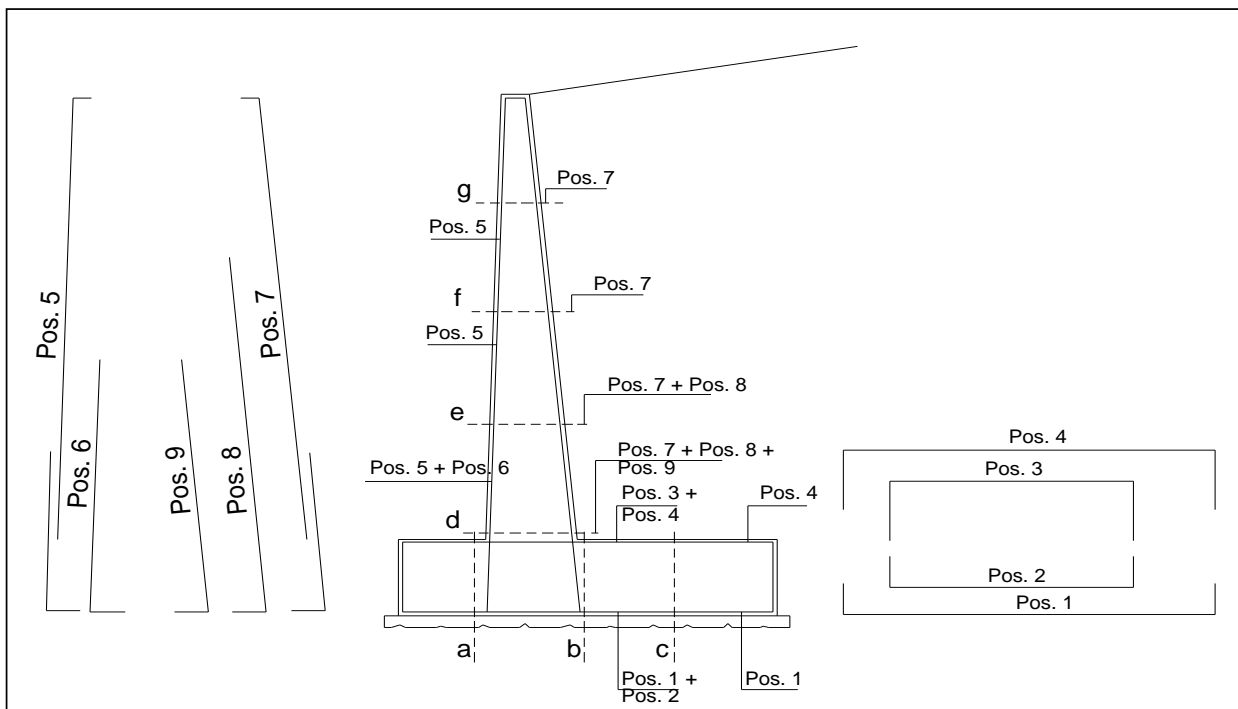 g
Pos. 7
Pos. 5
f
Pos. 7
Pos. 5
e
Pos. 7 + Pos. 8
Pos. 5 + Pos. 6
Pos. 7 + Pos. 8 +
Pos. 9
Pos. 3 +
Pos. 4
Pos. 4
d
a
b
c
Pos. 1 +
Pos. 2
Pos. 1
Pos. 5
Pos. 6
Pos. 9
Pos. 8
Pos. 7
Pos. 4
Pos. 3
Pos. 2
Pos. 1